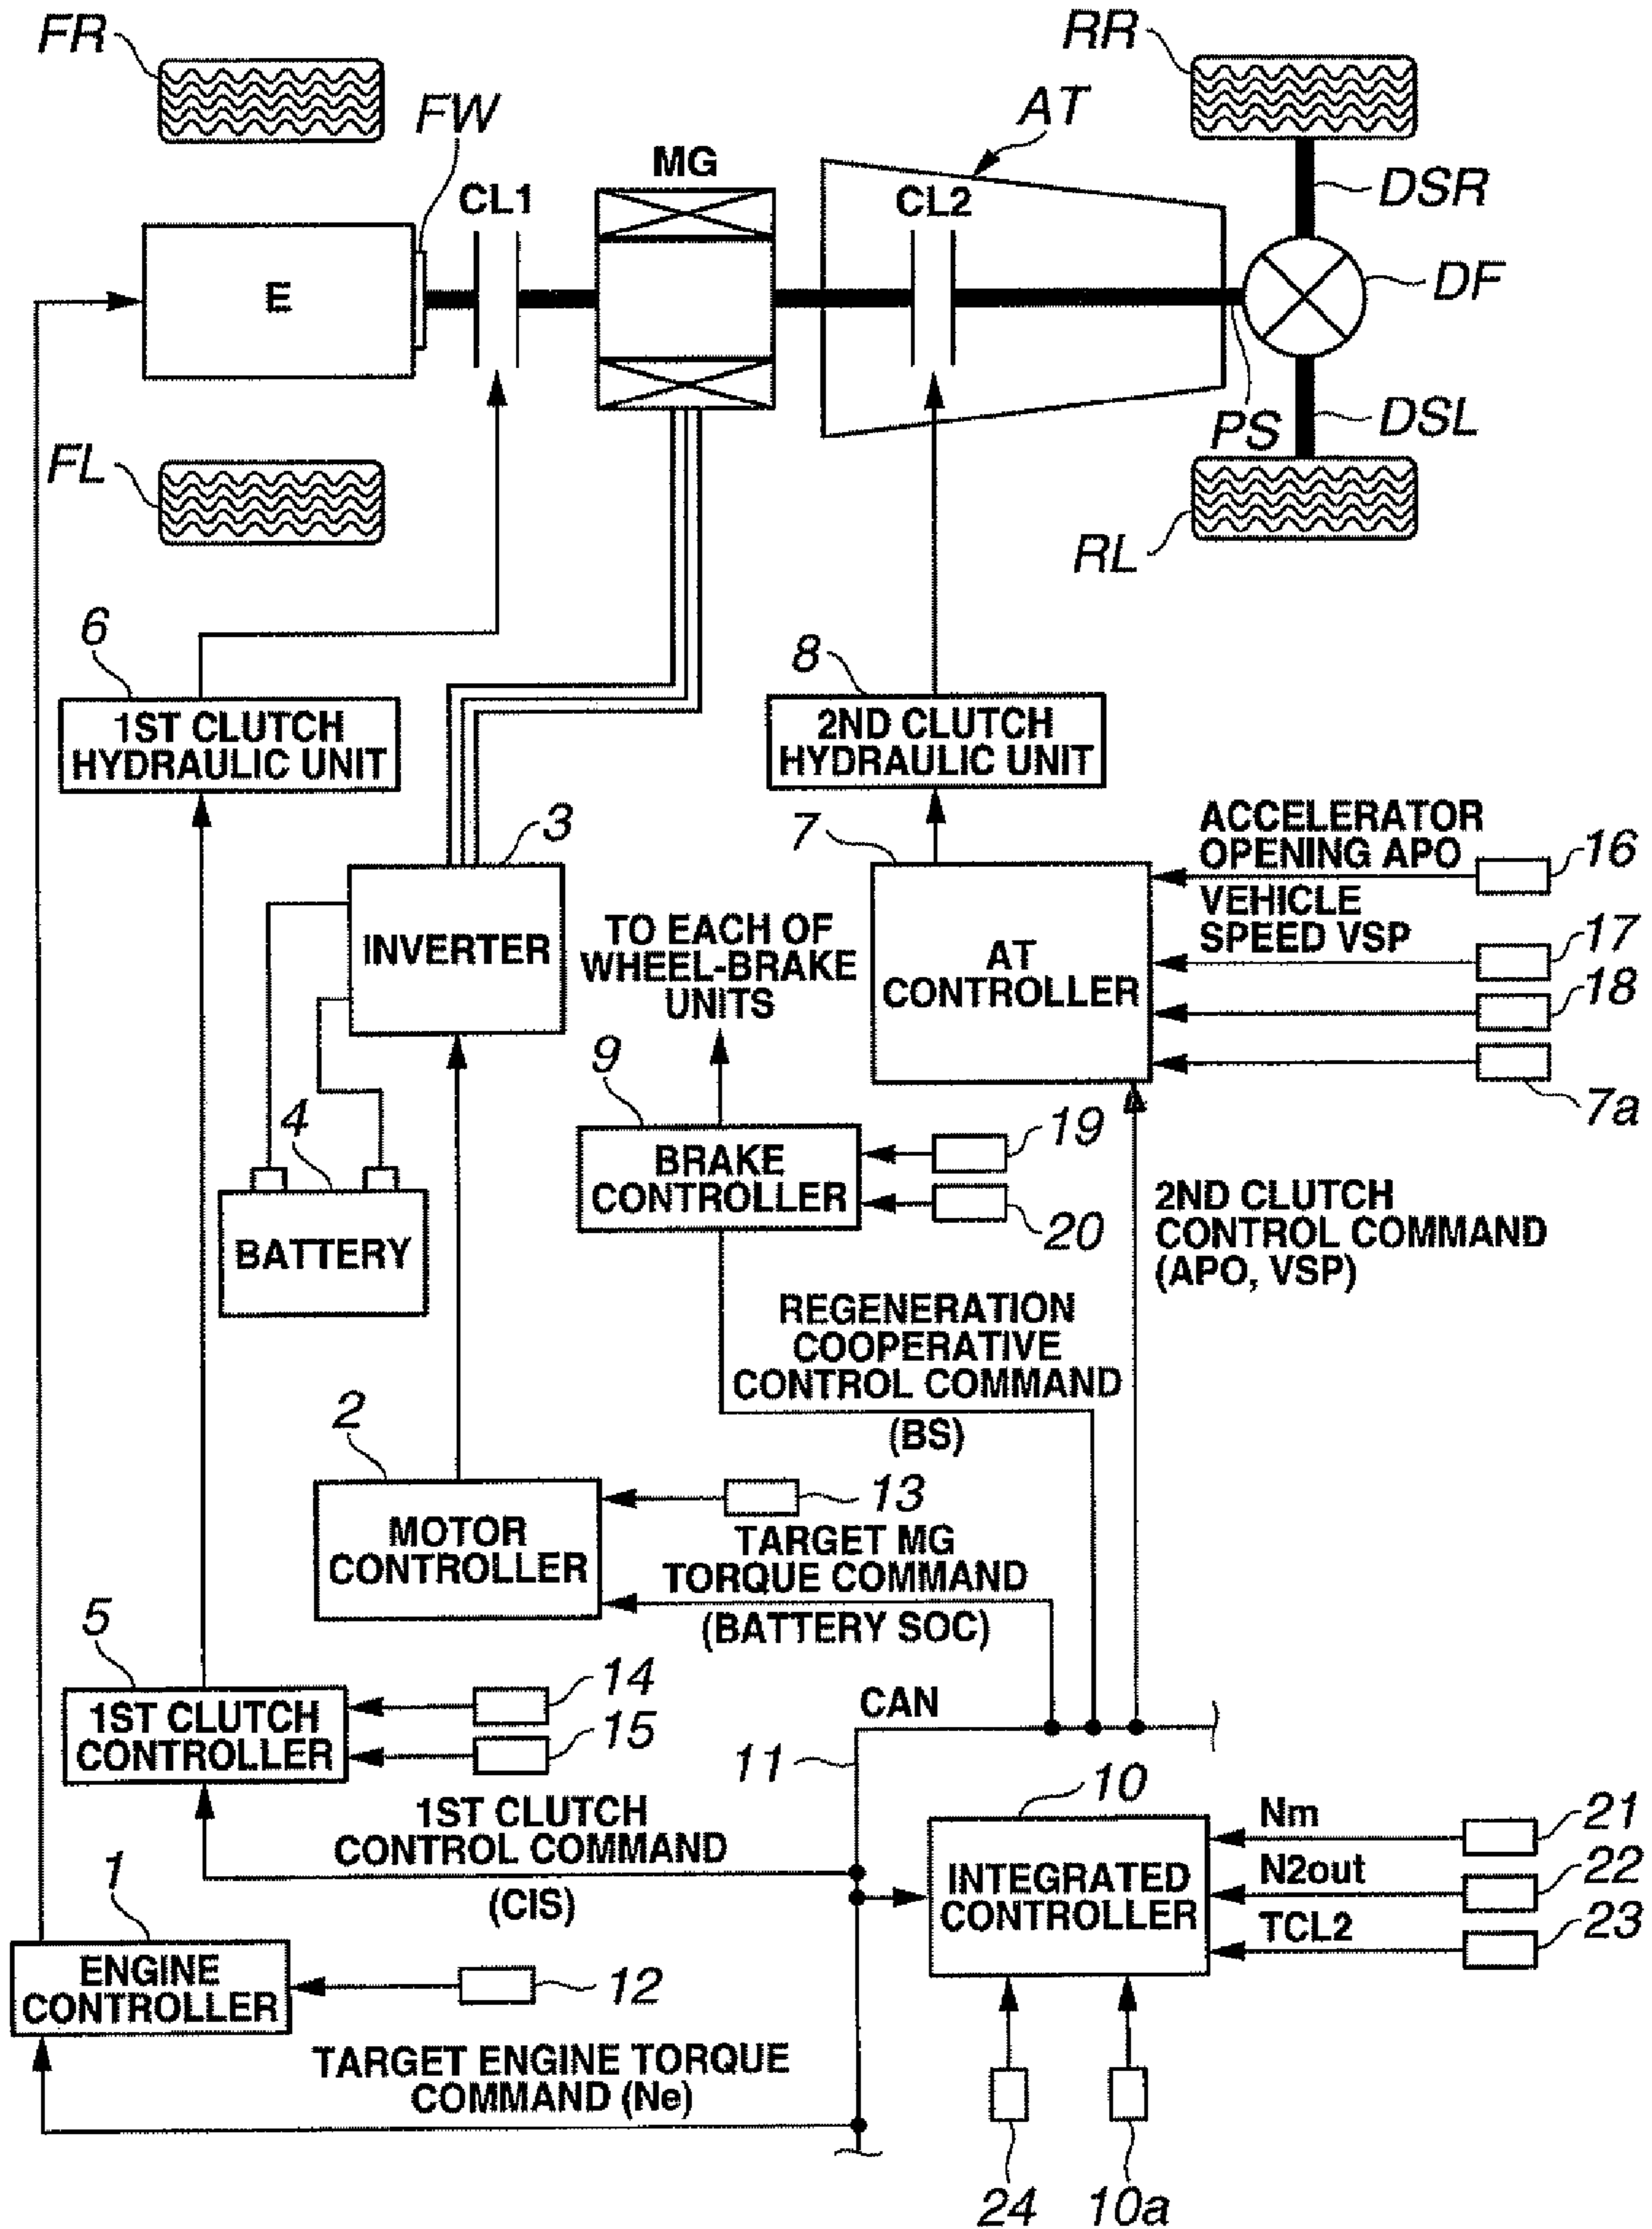 FR
RR
FW
AT
MG
CL1
CL2
DSR
E
DF
PS
DSL
FL
RL
6
8
1ST CLUTCH
HYDRAULIC UNIT
2ND CLUTCH
HYDRAULIC UNIT
3
7
ACCELERATOR
OPENING APO
16
VEHICLE
SPEED VSP
17
INVERTER
TO EACH OF
WHEEL-BRAKE
UNITS
AT
CONTROLLER
18
9
7a
4
19
BRAKE
CONTROLLER
20
BATTERY
2ND CLUTCH
CONTROL COMMAND
(APO, VSP)
REGENERATION
COOPERATIVE
CONTROL COMMAND
(BS)
2
13
MOTOR
CONTROLLER
TARGET MG
TORQUE COMMAND
(BATTERY SOC)
5
14
1ST CLUTCH
CONTROLLER
15
CAN
11
10
1ST CLUTCH
CONTROL COMMAND
(CIS)
Nm
21
INTEGRATED
CONTROLLER
N2out
22
TCL2
23
1
ENGINE
CONTROLLER
12
TARGET ENGINE TORQUE
COMMAND (Ne)
24
10a